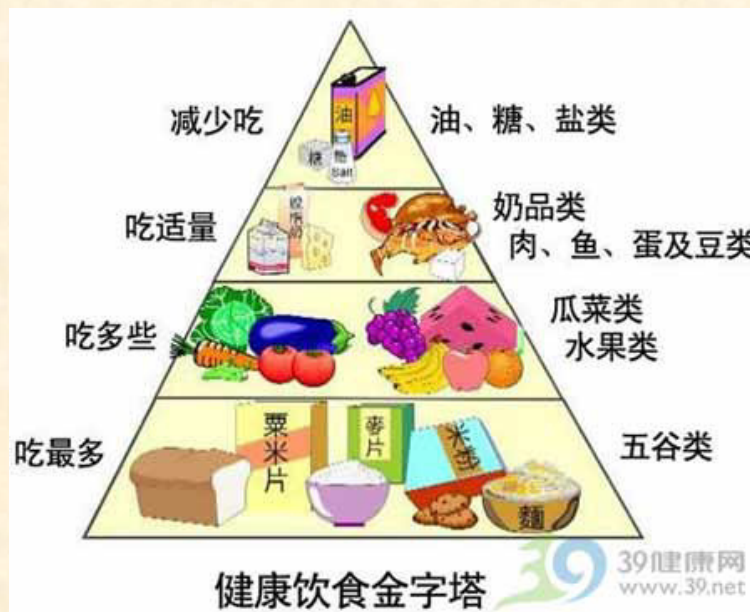 减少吃
油、糖、盐类
油
糖
盐
Salt
吃适量
奶品类
肉、鱼、蛋及豆类
吃多些
瓜菜类
水果类
吃最多
五谷类
粟米片
麥片
麵
39健康网
www.39.net
健康饮食金字塔